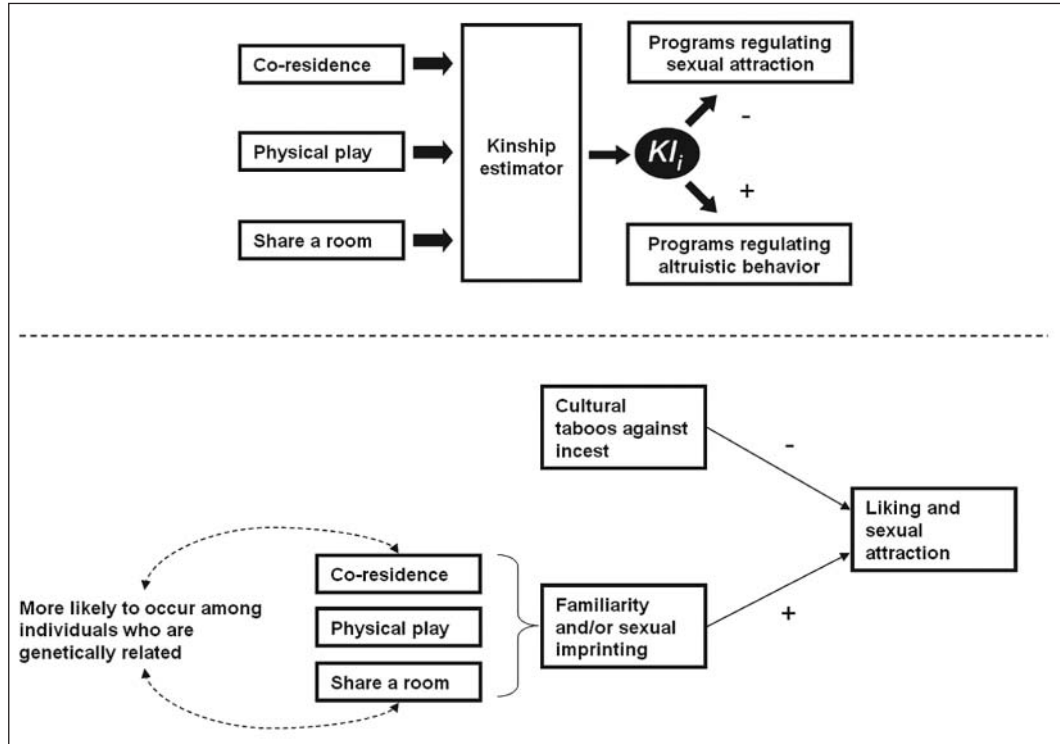 Programs regulating
sexual attraction
Co-residence
-
Physical play
Kinship
estimator
KIi
+
Share a room
Programs regulating
altruistic behavior
Cultural
taboos against
incest
-
Liking and
sexual
attraction
Co-residence
More likely to occur among
individuals who are
genetically related
Physical play
Familiarity
and/or sexual
imprinting
+
Share a room